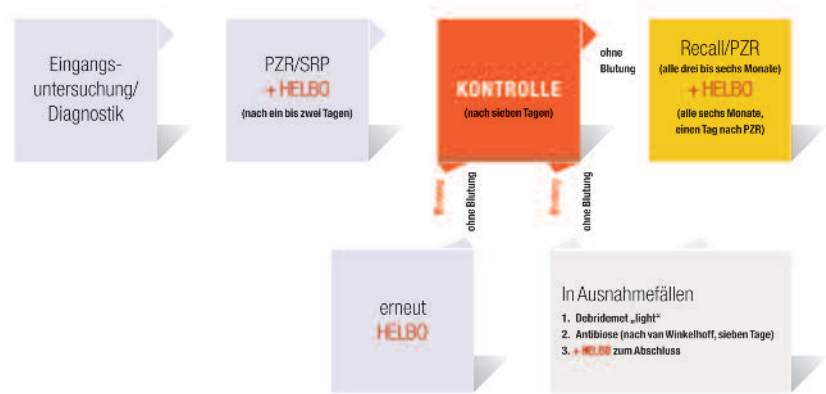 Eingangs-
untersuchung/
Diagnostik
PZR/SRP
+ HELBO
(nach ein bis zwei Tagen)
KONTROLLE
(nach sieben Tagen)
ohne
Blutung
Recall/PZR
(alle drei bis sechs Monate)
+ HELBO
(alle sechs Monate,
einen Tag nach PZR)
Blutung
ohne Blutung
Blutung
ohne Blutung
erneut
HELBO
In Ausnahmefällen
1. Debridemet „light“
2. Antibiose (nach van Winkelhoff, sieben Tage)
3. + HELBO zum Abschluss